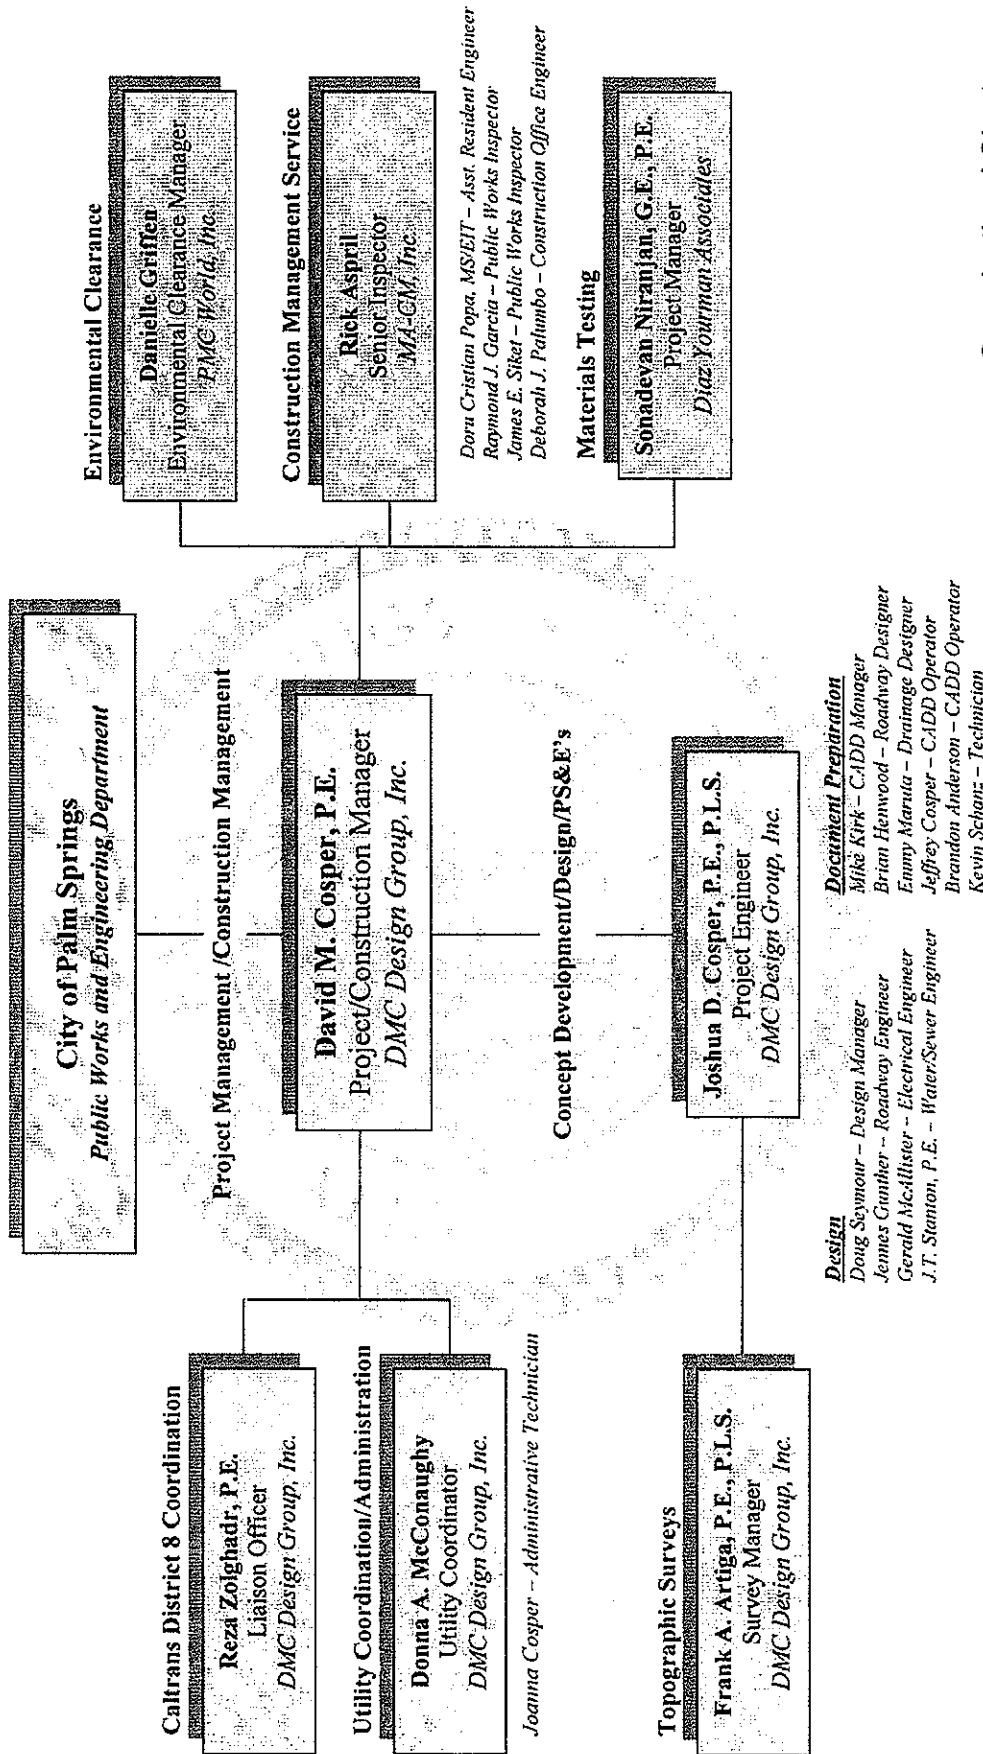 City of Palm Springs
Public Works and Engineering Department
Project Management /Construction Management
David M. Cosper, P.E.
Project/Construction Manager
DMC Design Group, Inc.
Caltrans District 8 Coordination
Reza Zolghadr, P.E.
Liaison Officer
DMC Design Group, Inc.
Utility Coordination/Administration
Donna A. McConaughy
Utility Coordinator
DMC Design Group, Inc.
Joanna Cosper – Administrative Technician
Environmental Clearance
Danielle Griffen
Environmental Clearance Manager
PMC World, Inc.
Construction Management Service
Rick Aspril
Senior Inspector
MA-CM, Inc.
Doru Cristian Popa, MS/EIT – Asst. Resident Engineer
Raymond J. Garcia – Public Works Inspector
James E. Siket – Public Works Inspector
Deborah J. Palumbo – Construction Office Engineer
Materials Testing
Sonadevan Niranjan, G.E., P.E.
Project Manager
Diaz Yourman Associates
Concept Development/Design/PS&E's
Joshua D. Cosper, P.E., P.L.S.
Project Engineer
DMC Design Group, Inc.
Topographic Surveys
Frank A. Artiga, P.E., P.L.S.
Survey Manager
DMC Design Group, Inc.
Design
Doug Seymour – Design Manager
Jennes Gunther – Roadway Engineer
Gerald McAllister – Electrical Engineer
J.T. Stanton, P.E. – Water/Sewer Engineer
Document Preparation
Mike Kirk – CADD Manager
Brian Henwood – Roadway Designer
Emmy Maruta – Drainage Designer
Jeffrey Cosper – CADD Operator
Brandon Anderson – CADD Operator
Kevin Schanz – Technician